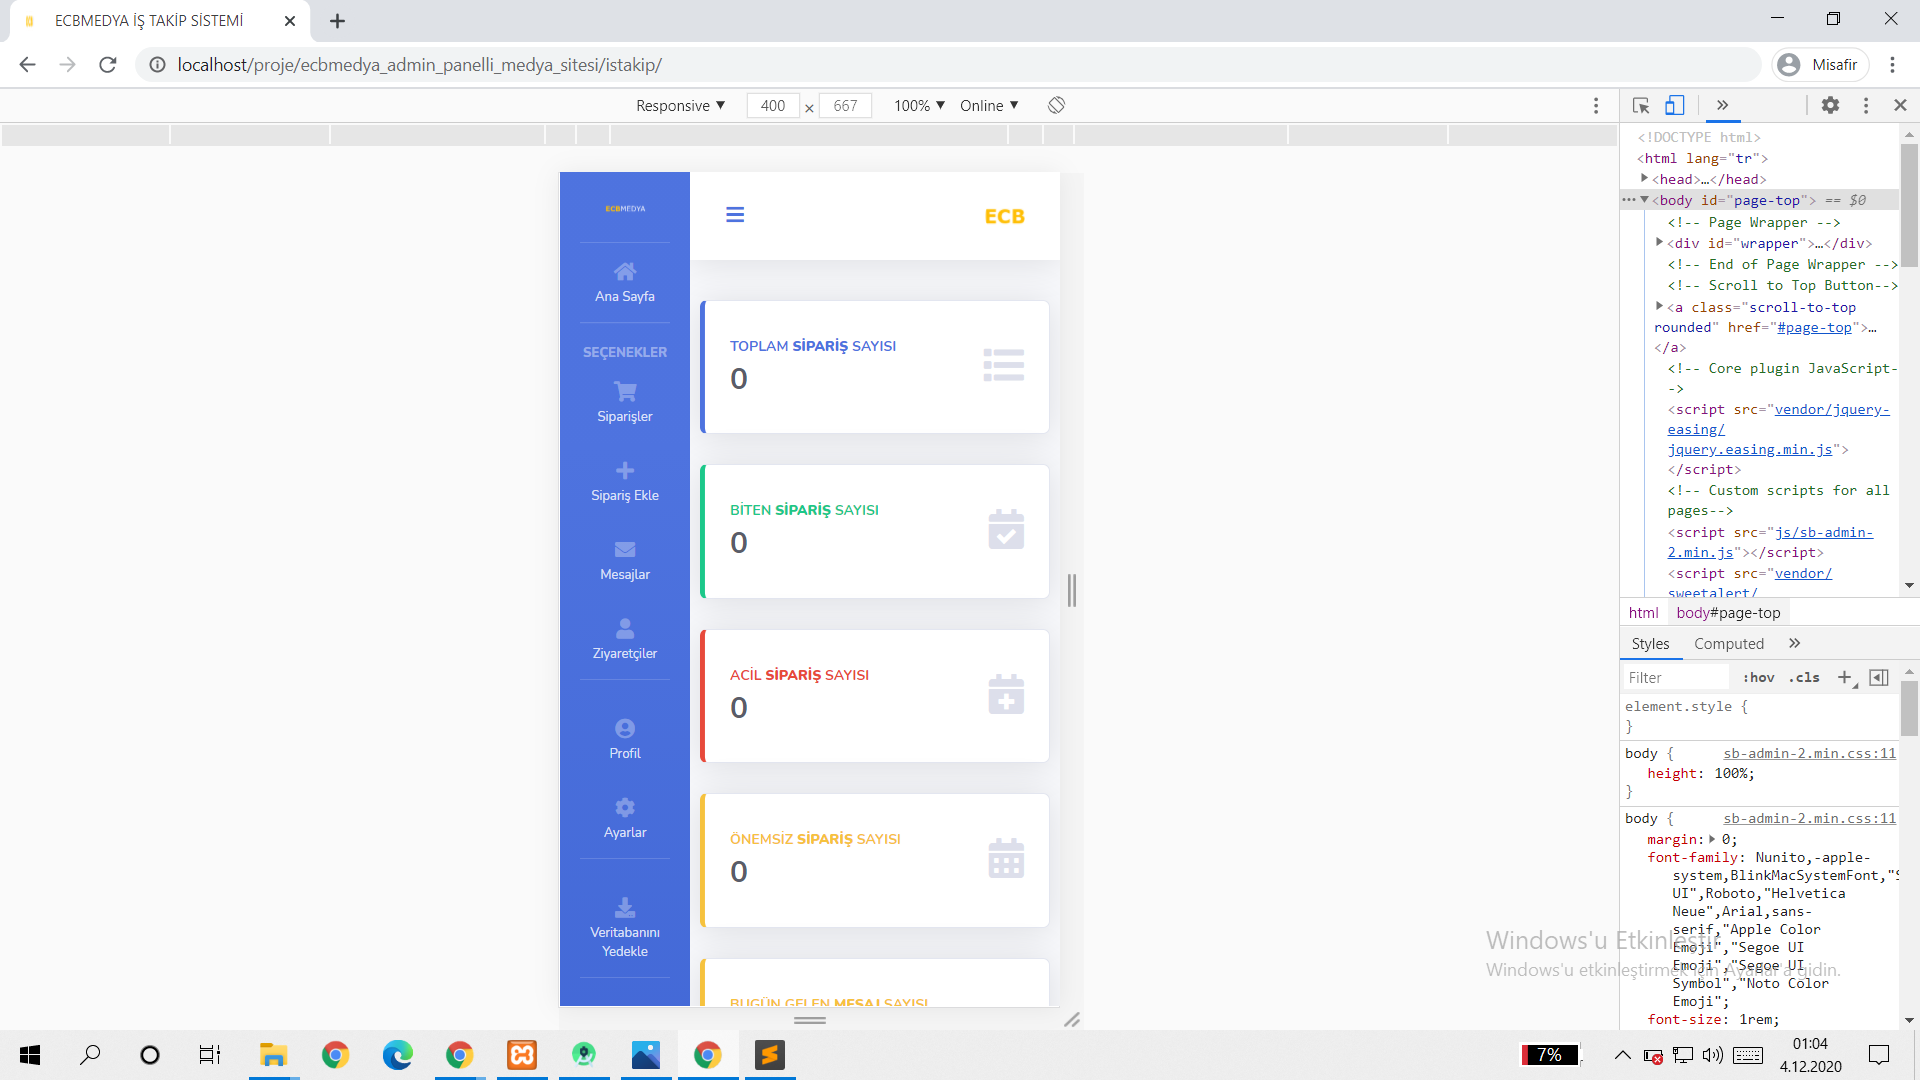 ECBMEDYA İŞ TAKİP SİSTEMİ
localhost/proje/ecbmedya_admin_panelli_medya_sitesi/istakip/
Misafir
Responsive ▼ 400 × 667 100% ▼ Online ▼
ECBMEDYA
ECB
Ana Sayfa
SEÇENEKLER
Siparişler
Sipariş Ekle
Mesajlar
Ziyaretçiler
Profil
Ayarlar
Veritabanını
Yedekle
TOPLAM SİPARİŞ SAYISI
0
BİTEN SİPARİŞ SAYISI
0
ACİL SİPARİŞ SAYISI
0
ÖNEMSİZ SİPARİŞ SAYISI
0
BUGÜN GELEN MESAJ SAYISI
<!DOCTYPE html>
<html lang="tr">
<head>…</head>
<body id="page-top"> == $0
<!-- Page Wrapper -->
<div id="wrapper">…</div>
<!-- End of Page Wrapper -->
<!-- Scroll to Top Button-->
<a class="scroll-to-top
rounded" href="#page-top">…
</a>
<!-- Core plugin JavaScript-
->
<script src="vendor/jquery-
easing/
jquery.easing.min.js">
</script>
<!-- Custom scripts for all
pages-->
<script src="js/sb-admin-
2.min.js"></script>
<script src="vendor/
sweetalert/
html body#page-top
Styles Computed
Filter :hov .cls
element.style {
}
body { sb-admin-2.min.css:11
height: 100%;
}
body { sb-admin-2.min.css:11
margin: 0;
font-family: Nunito,-apple-
system,BlinkMacSystemFont,"S
UI",Roboto,"Helvetica
Neue",Arial,sans-
serif,"Apple Color
Emoji","Segoe UI
Emoji","Segoe UI
Symbol","Noto Color
Emoji";
font-size: 1rem;
Windows'u Etkinleştir
Windows'u etkinleştirmek için Ayarlar'a gidin.
7%
01:04
4.12.2020